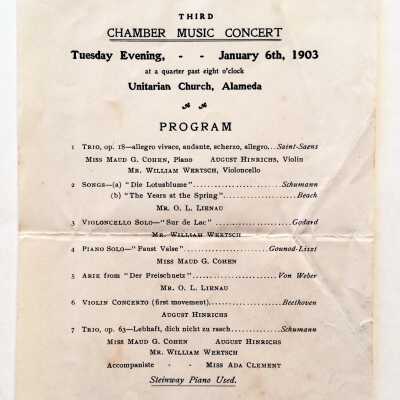 THIRD
CHAMBER MUSIC CONCERT
Tuesday Evening, - - January 6th, 1903
at a quarter past eight o'clock
Unitarian Church, Alameda
PROGRAM
1 TRIO, op. 18—allegro vivace, andante, scherzo, allegro...Saint-Saens
MISS MAUD G. COHEN, Piano AUGUST HINRICHS, Violin
MR. WILLIAM WERTSCH, Violoncello
2 SONGS—(a) "Die Lotusblume"......................Schumann
(b) "The Years at the Spring"..................Beach
MR. O. L. LIENAU
3 VIOLONCELLO SOLO—"Sur de Lac" ....................Godard
MR. WILLIAM WERTSCH
4 PIANO SOLO—"Faust Valse"....................Gounod-Liszt
MISS MAUD G. COHEN
5 ARIE from "Der Freischuetz"......................Von Weber
MR. O. L. LIENAU
6 VIOLIN CONCERTO (first movement)..................Beethoven
AUGUST HINRICHS
7 TRIO, op. 63—Lebhaft, dich nicht zu rasch............Schumann
MISS MAUD G. COHEN AUGUST HINRICHS
MR. WILLIAM WERTSCH
Accompaniste - - MISS ADA CLEMENT
Steinway Piano Used.